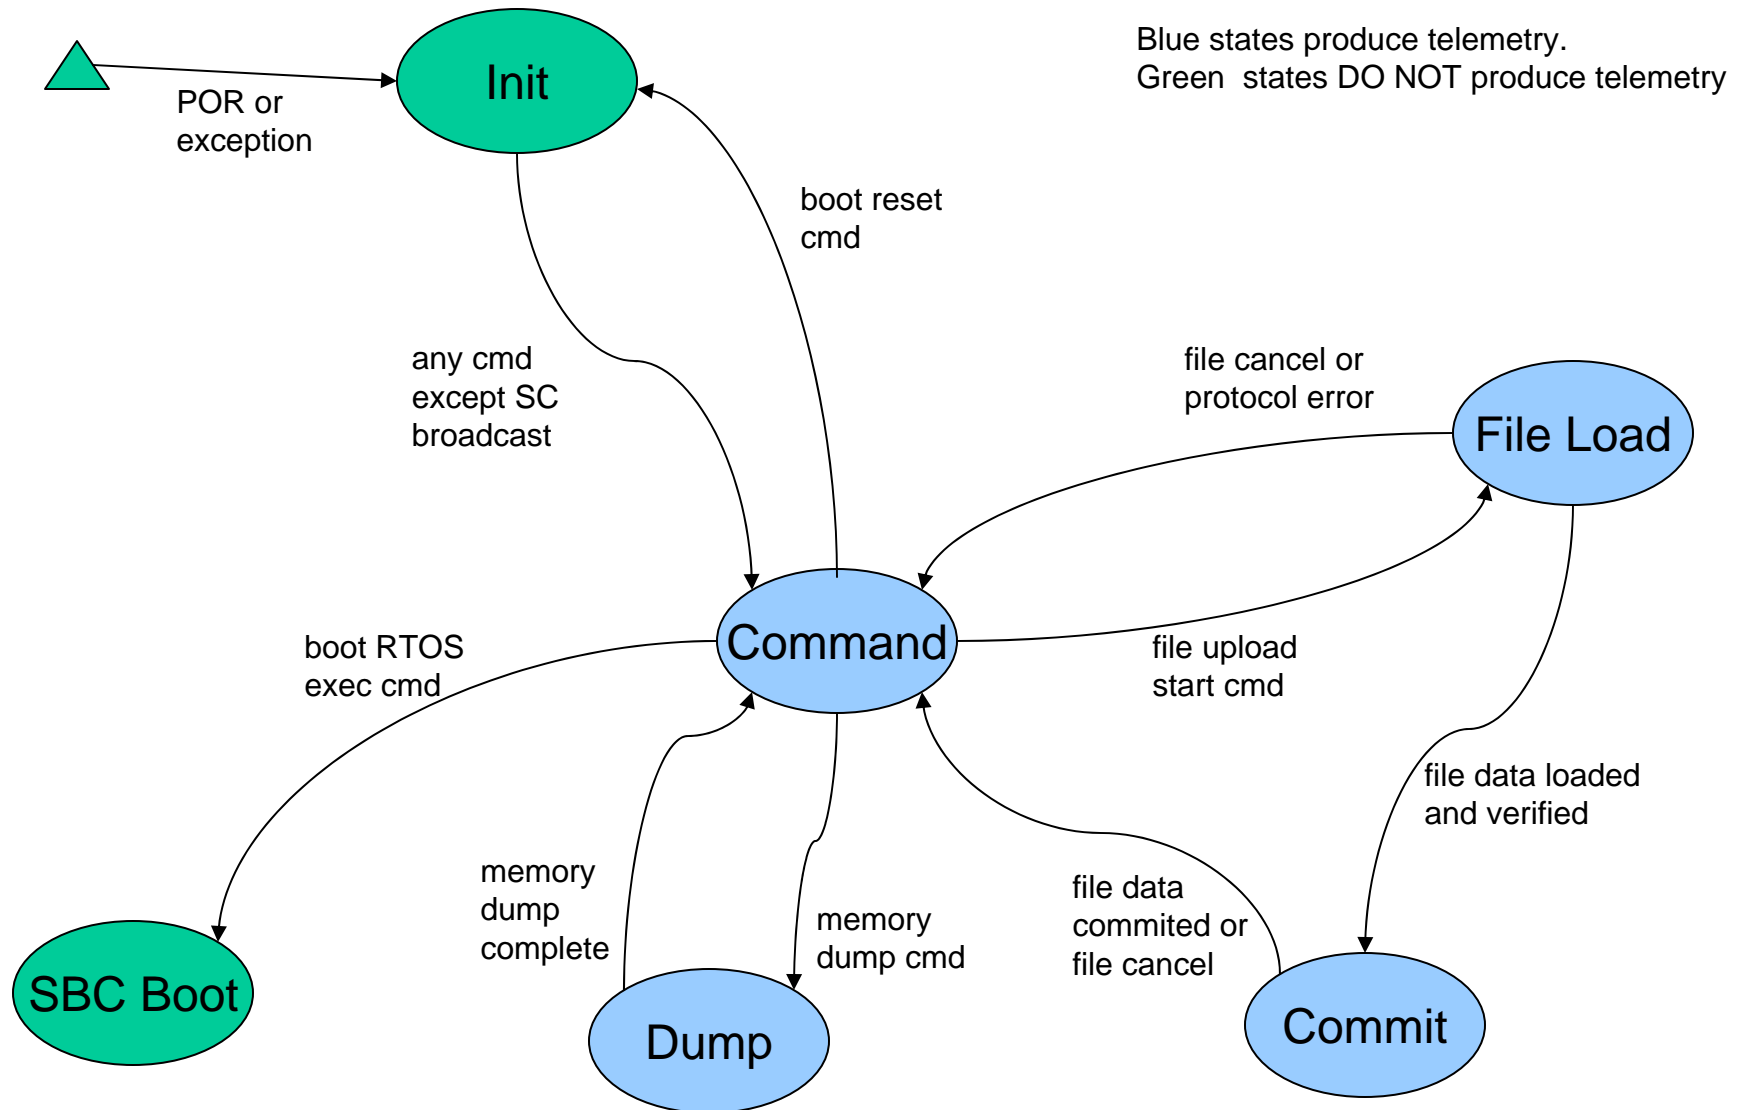 Blue states produce telemetry.
Green  states DO NOT produce telemetry
Init
POR or
exception
boot reset
cmd
any cmd
except SC
broadcast
file cancel or
protocol error
File Load
Command
boot RTOS
exec cmd
file upload
start cmd
file data loaded
and verified
memory
dump
complete
memory
dump cmd
file data
commited or
file cancel
SBC Boot
Dump
Commit